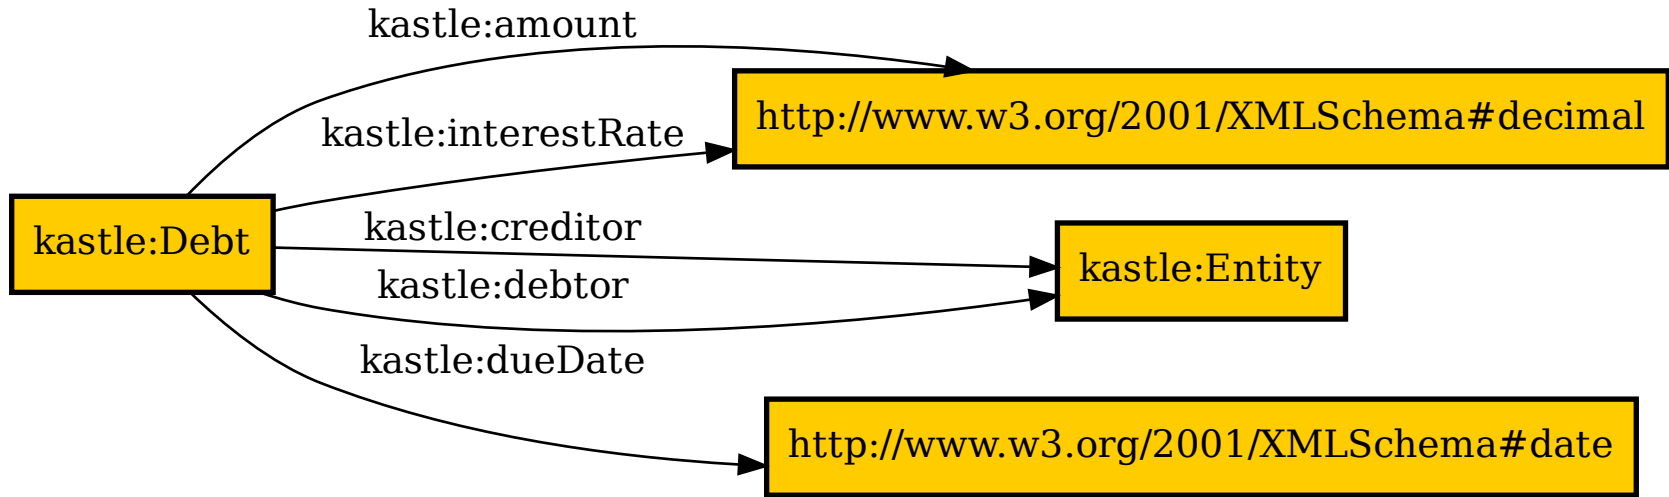 kastle:amount
http://www.w3.org/2001/XMLSchema#decimal
kastle:interestRate
kastle:Debt
kastle:creditor
kastle:Entity
kastle:debtor
kastle:dueDate
http://www.w3.org/2001/XMLSchema#date